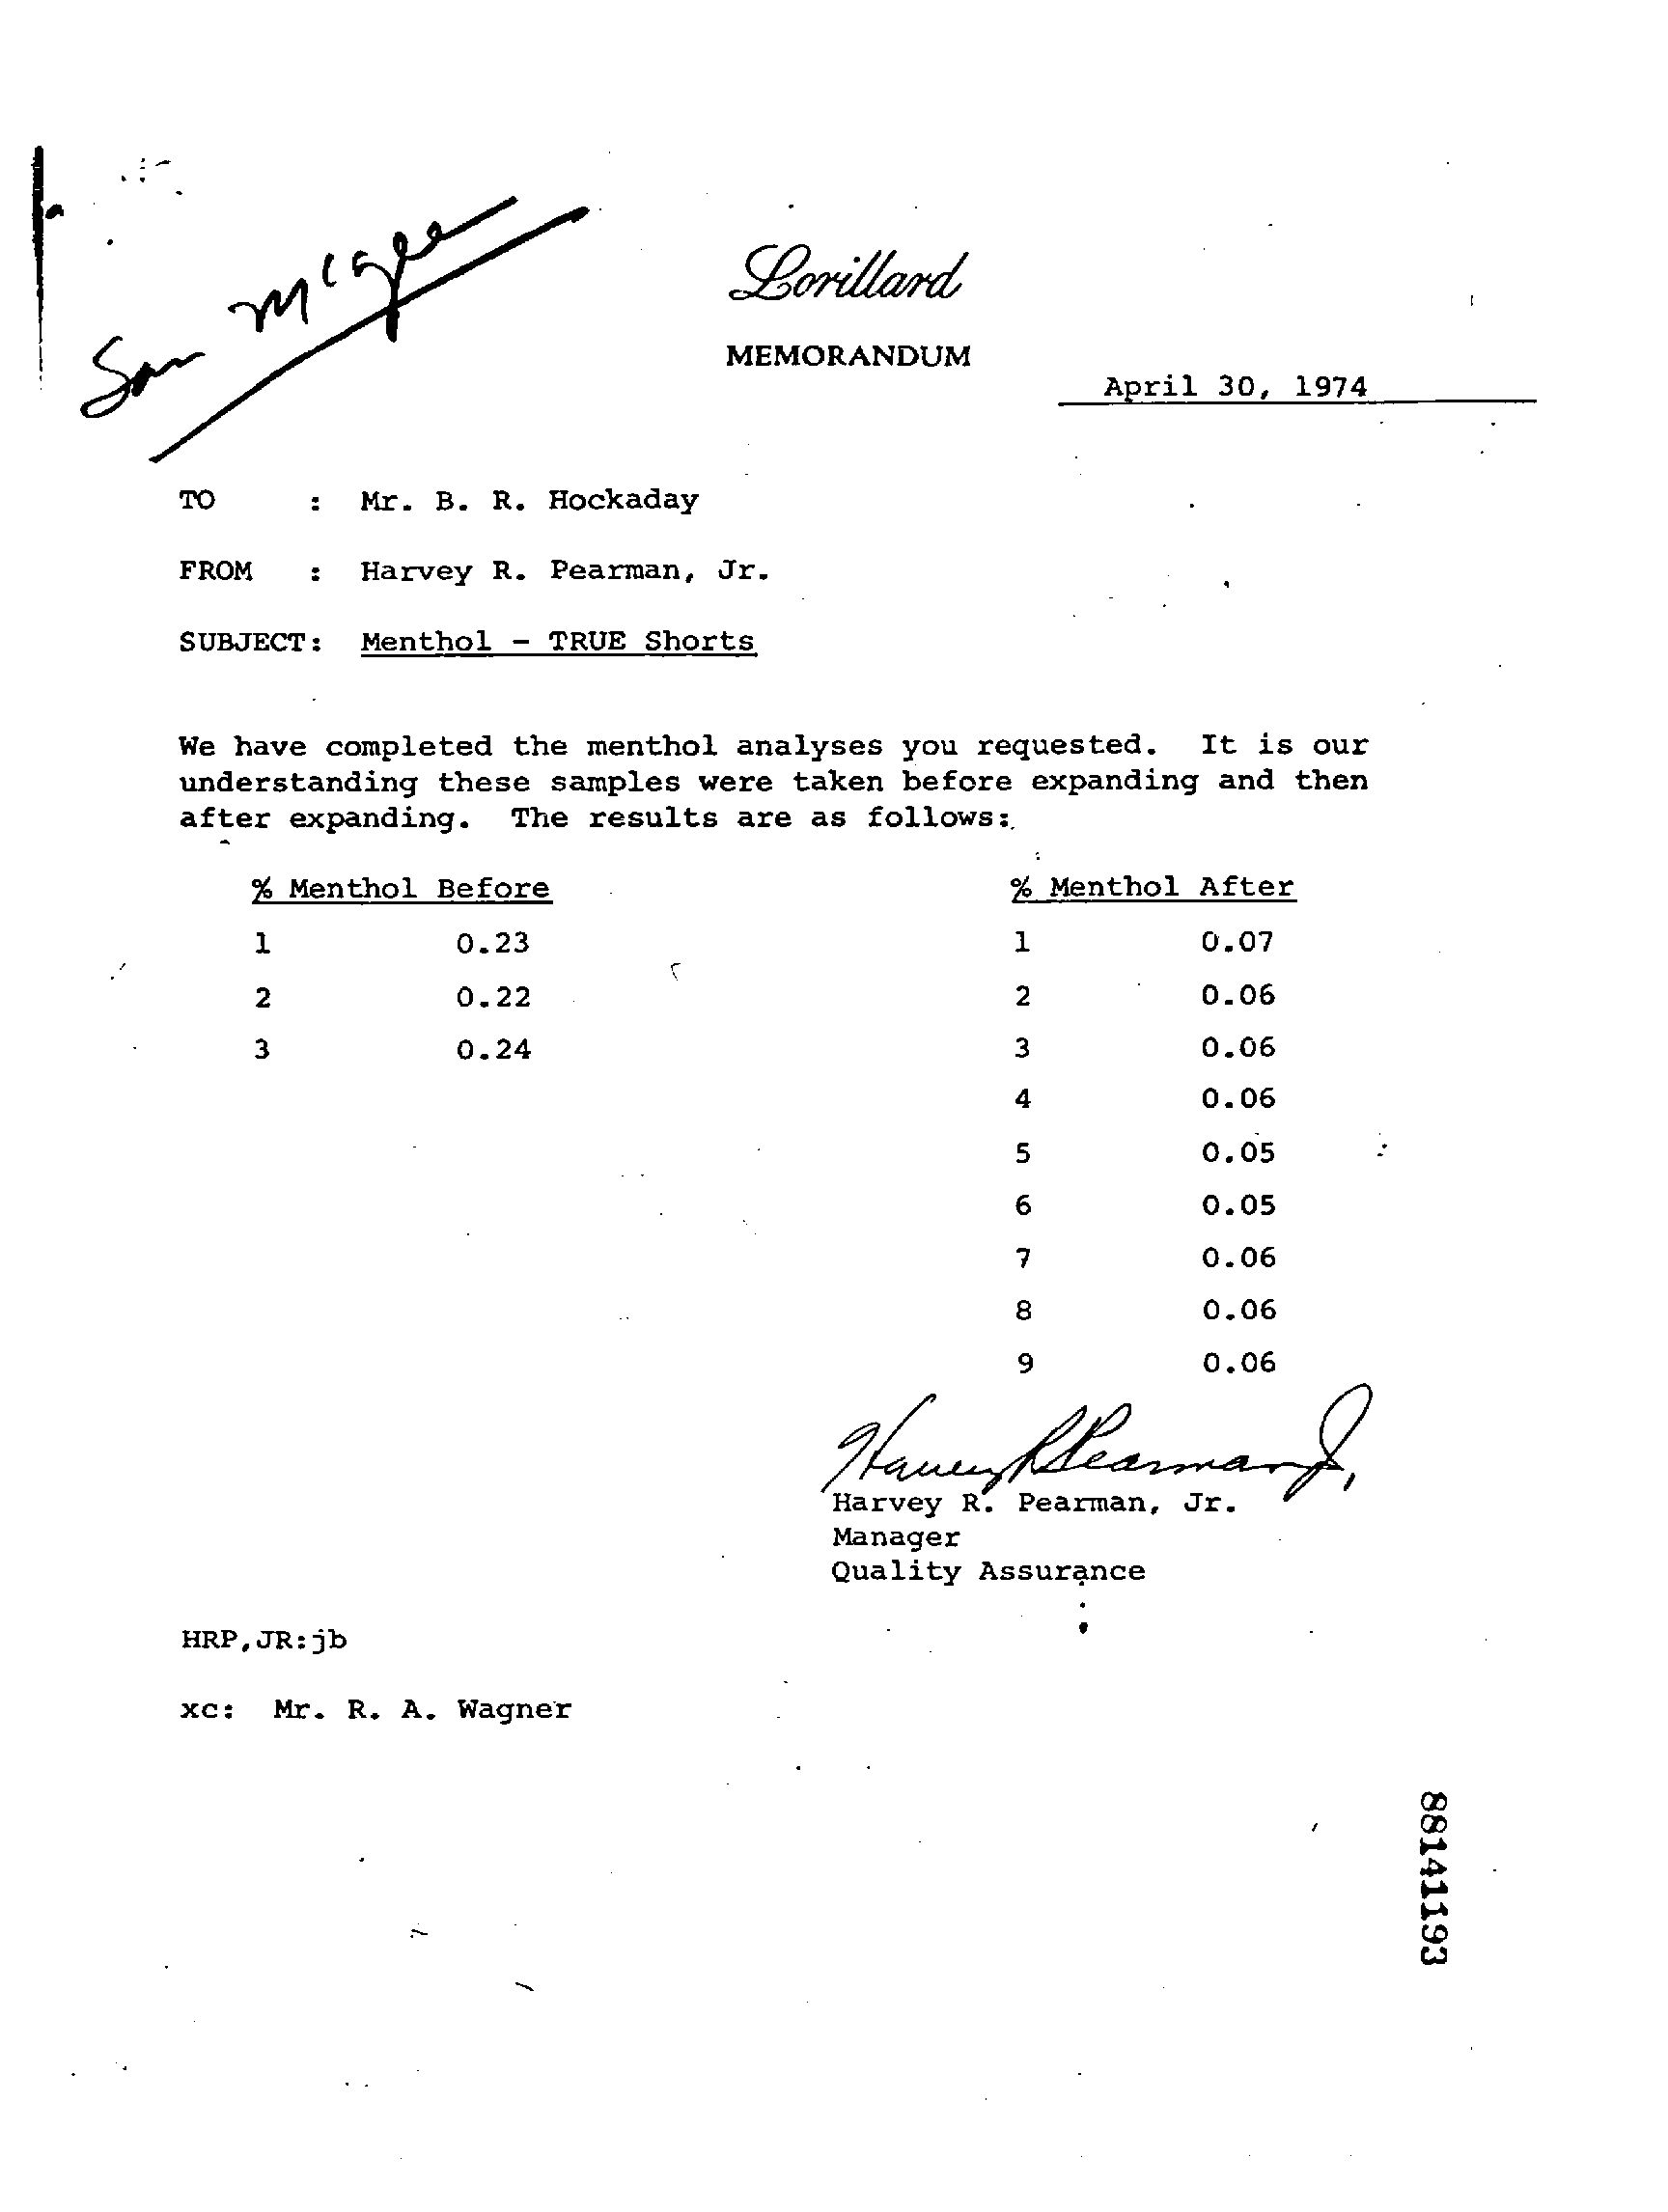 Sam McGee
Lorillard
MEMORANDUM
April 30, 1974
TO : Mr. B. R. Hockaday
FROM : Harvey R. Pearman, Jr.
SUBJECT: Menthol - TRUE Shorts
We have completed the menthol analyses you requested. It is our
understanding these samples were taken before expanding and then
after expanding. The results are as follows:
% Menthol Before % Menthol After
1 0.23 1 0.07
2 0.22 2 0.06
3 0.24 3 0.06
4 0.06
5 0.05
6 0.05
7 0.06
8 0.06
9 0.06
Harvey R Pearman Jr.
Harvey R. Pearman, Jr.
Manager
Quality Assurance
HRP,JR:jb
xc: Mr. R. A. Wagner
88141193